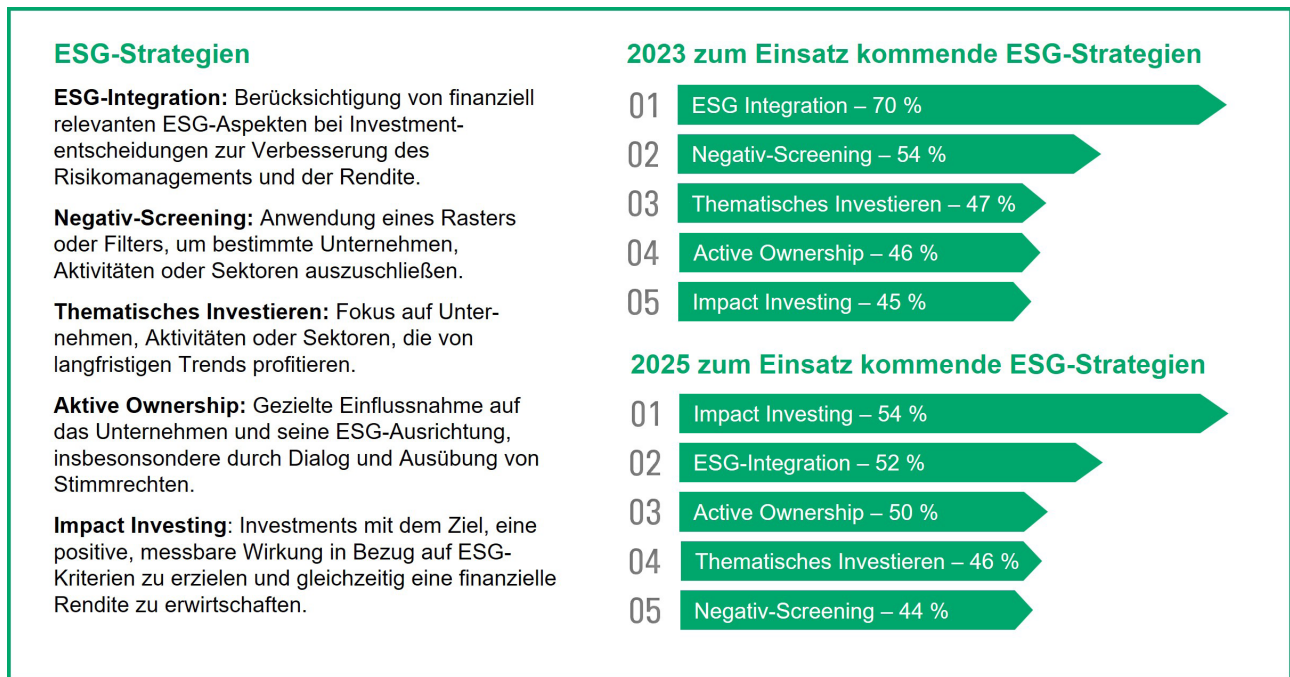 ESG-Strategien
ESG-Integration: Berücksichtigung von finanziell
relevanten ESG-Aspekten bei Investment-
entscheidungen zur Verbesserung des
Risikomanagements und der Rendite.
Negativ-Screening: Anwendung eines Rasters
oder Filters, um bestimmte Unternehmen,
Aktivitäten oder Sektoren auszuschließen.
Thematisches Investieren: Fokus auf Unter-
nehmen, Aktivitäten oder Sektoren, die von
langfristigen Trends profitieren.
Aktive Ownership: Gezielte Einflussnahme auf
das Unternehmen und seine ESG-Ausrichtung,
insbesonsondere durch Dialog und Ausübung von
Stimmrechten.
Impact Investing: Investments mit dem Ziel, eine
positive, messbare Wirkung in Bezug auf ESG-
Kriterien zu erzielen und gleichzeitig eine finanzielle
Rendite zu erwirtschaften.
2023 zum Einsatz kommende ESG-Strategien
01 ESG Integration – 70 %
02 Negativ-Screening – 54 %
03 Thematisches Investieren – 47 %
04 Active Ownership – 46 %
05 Impact Investing – 45 %
2025 zum Einsatz kommende ESG-Strategien
01 Impact Investing – 54 %
02 ESG-Integration – 52 %
03 Active Ownership – 50 %
04 Thematisches Investieren – 46 %
05 Negativ-Screening – 44 %